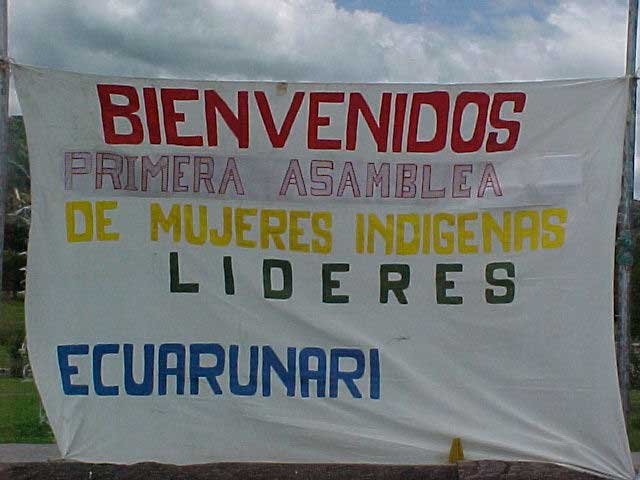 BIENVENIDOS
PRIMERA ASAMBLEA
DE MUJERES INDIGENAS
LIDERES
ECUARUNARI